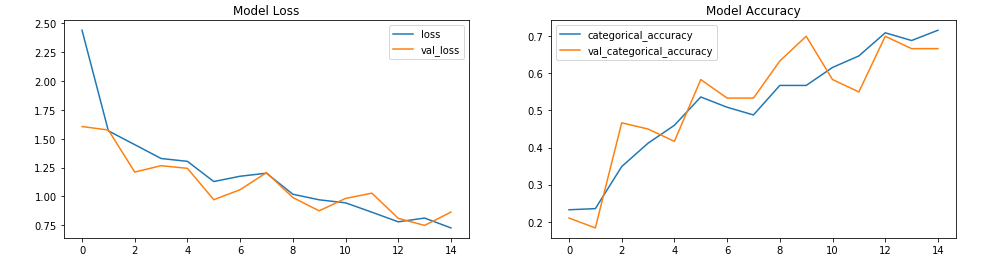 Model Loss
2.50
2.25
2.00
1.75
1.50
1.25
1.00
0.75
0 2 4 6 8 10 12 14
loss
val_loss
Model Accuracy
0.7
0.6
0.5
0.4
0.3
0.2
0 2 4 6 8 10 12 14
categorical_accuracy
val_categorical_accuracy